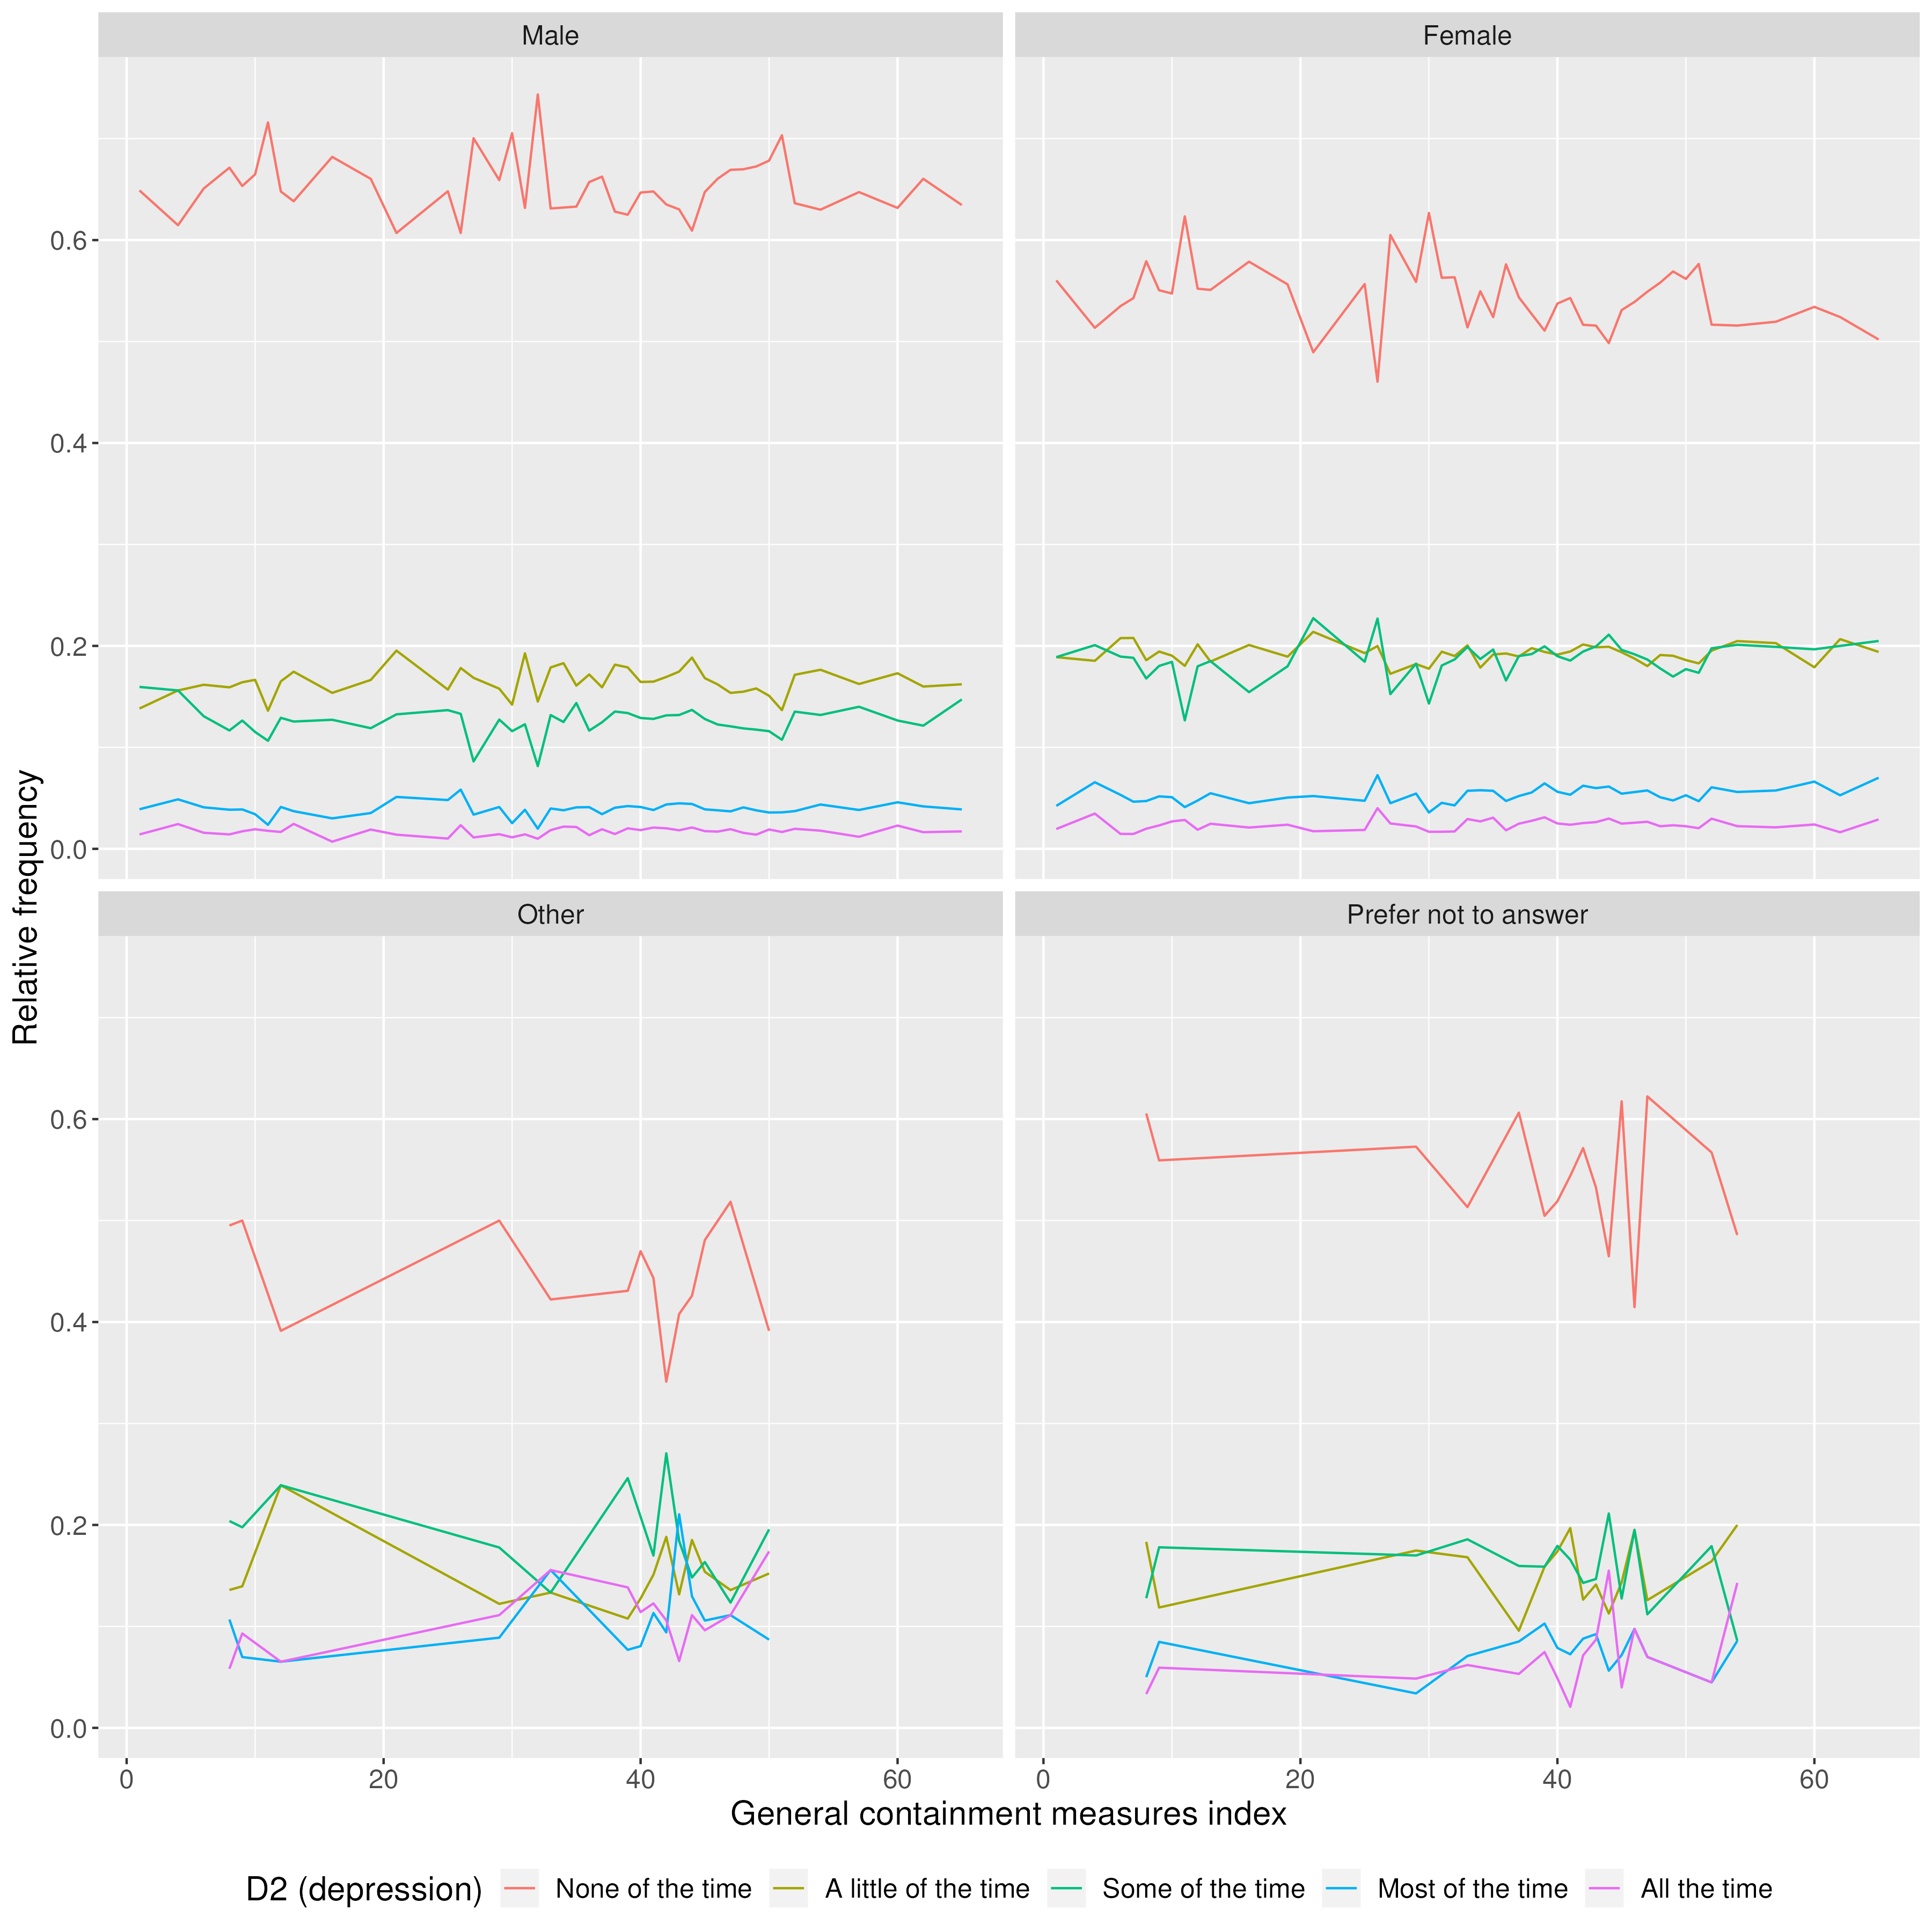 Male
Female
0.6
0.4
0.2
0.0
Relative frequency
Other
Prefer not to answer
0.6
0.4
0.2
0.0
0 20 40 60 0 20 40 60
General containment measures index
D2 (depression) None of the time A little of the time Some of the time Most of the time All the time